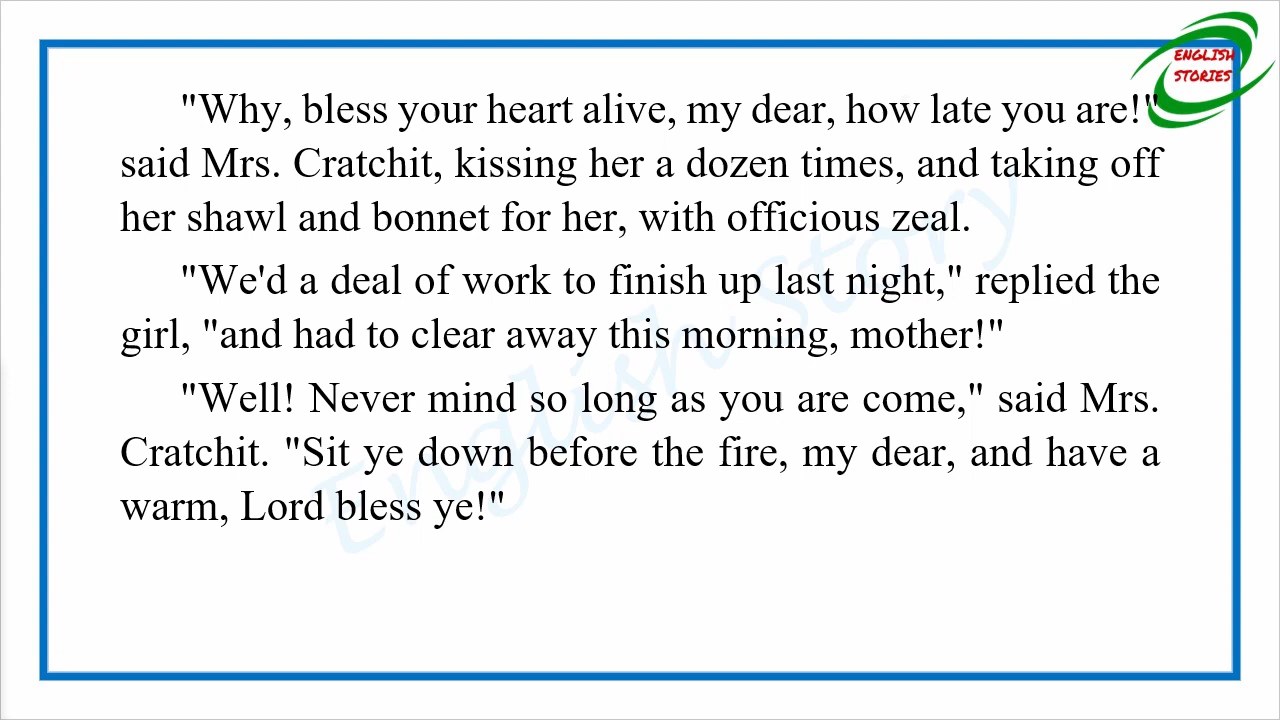 ENGLISH
STORIES
"Why, bless your heart alive, my dear, how late you are!"
said Mrs. Cratchit, kissing her a dozen times, and taking off
her shawl and bonnet for her, with officious zeal.
"We'd a deal of work to finish up last night," replied the
girl, "and had to clear away this morning, mother!"
"Well! Never mind so long as you are come," said Mrs.
Cratchit. "Sit ye down before the fire, my dear, and have a
warm, Lord bless ye!"
English Story